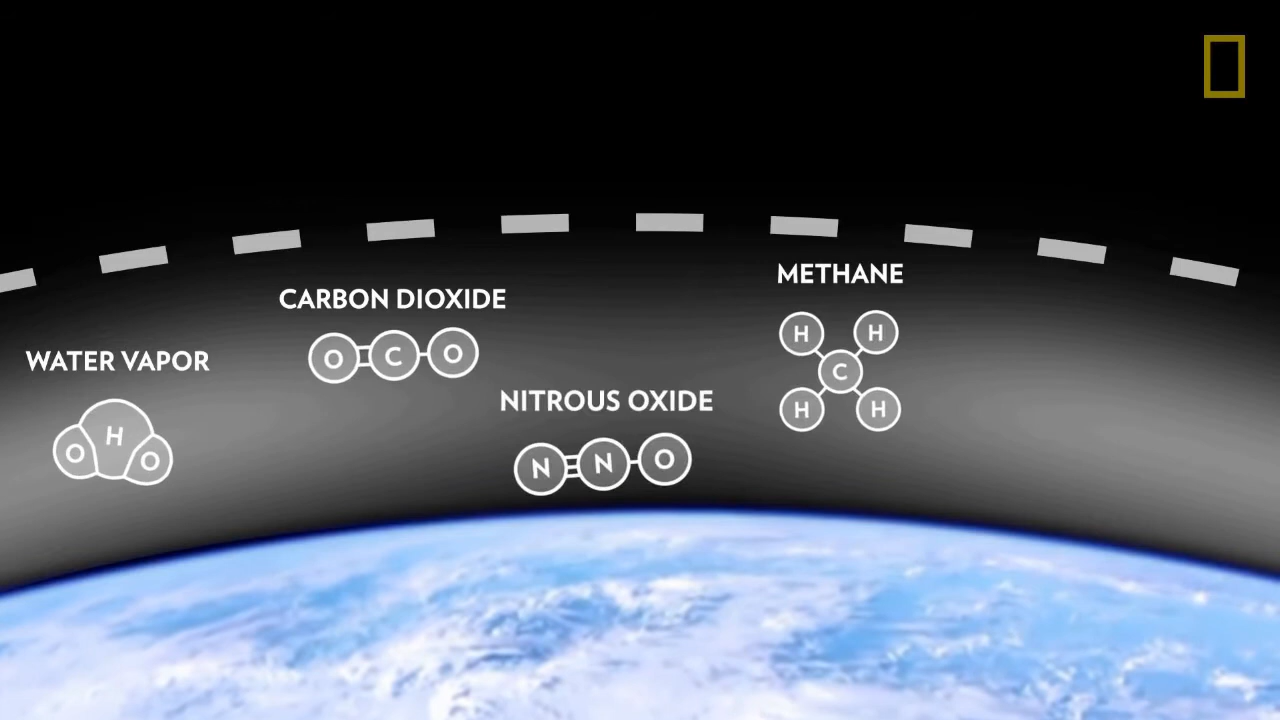 METHANE
H H
C
H H
CARBON DIOXIDE
O C O
WATER VAPOR
H
O O
NITROUS OXIDE
N N O